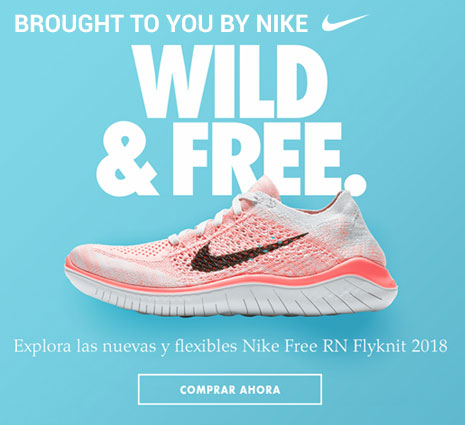 BROUGHT TO YOU BY NIKE
WILD
& FREE.
Explora las nuevas y flexibles Nike Free RN Flyknit 2018
COMPRAR AHORA